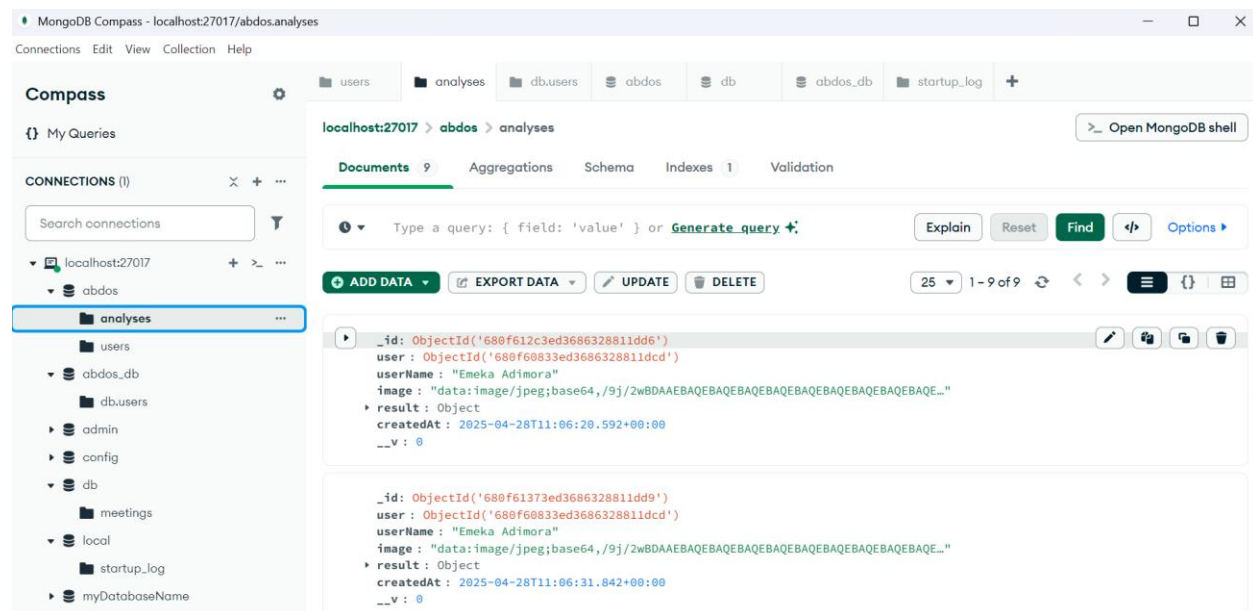 MongoDB Compass - localhost:27017/abdos.analyses
Connections Edit View Collection Help
Compass
{} My Queries
CONNECTIONS (1)
Search connections
localhost:27017
abdos
analyses
users
abdos_db
db.users
admin
config
db
meetings
local
startup_log
myDatabaseName
users analyses db.users abdos db abdos_db startup_log +
localhost:27017 > abdos > analyses
>_ Open MongoDB shell
Documents 9 Aggregations Schema Indexes 1 Validation
Type a query: { field: 'value' } or Generate query
Explain Reset Find </> Options
ADD DATA EXPORT DATA UPDATE DELETE
25 1 - 9 of 9 {}
_id: ObjectId('680f612c3ed3686328811dd6')
user : ObjectId('680f60833ed3686328811dcd')
userName : "Emeka Adimora"
image : "data:image/jpeg;base64,/9j/2wBDAAEBAQEBAQEBAQEBAQEBAQEBAQEBAQEBAQEBAQE…"
result : Object
createdAt : 2025-04-28T11:06:20.592+00:00
__v : 0
_id: ObjectId('680f61373ed3686328811dd9')
user : ObjectId('680f60833ed3686328811dcd')
userName : "Emeka Adimora"
image : "data:image/jpeg;base64,/9j/2wBDAAEBAQEBAQEBAQEBAQEBAQEBAQEBAQEBAQEBAQE…"
result : Object
createdAt : 2025-04-28T11:06:31.842+00:00
__v : 0